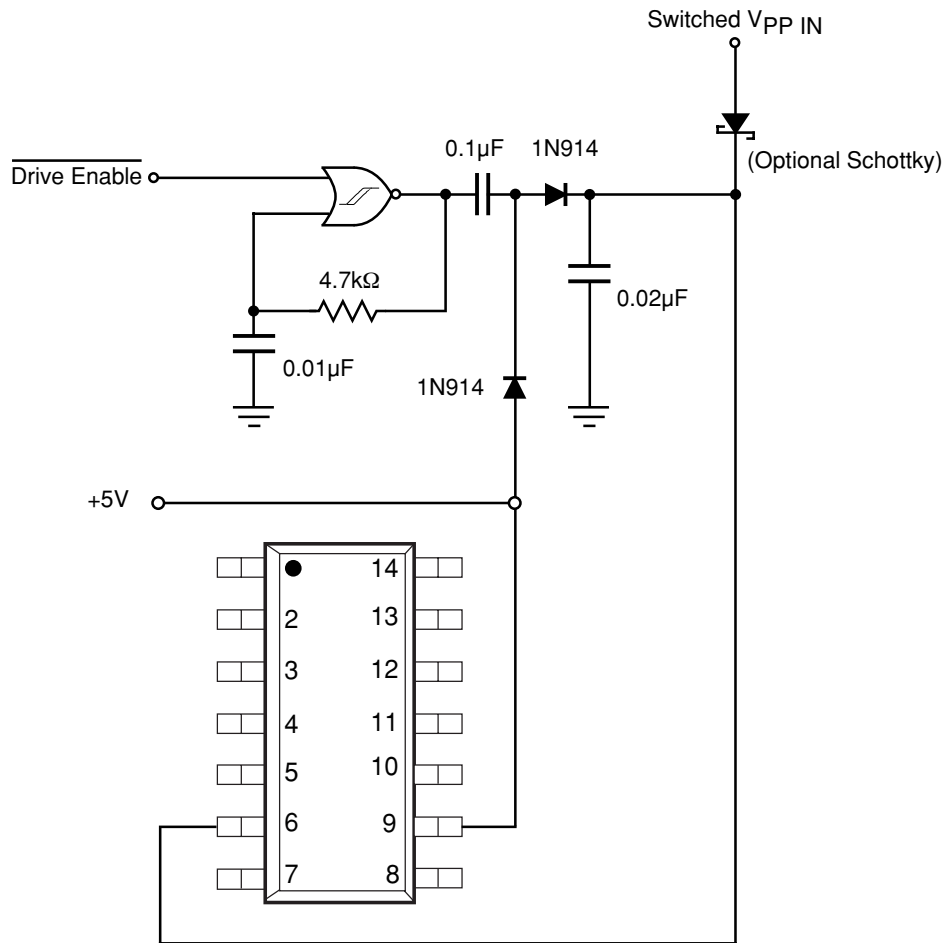 Switched VPP IN
(Optional Schottky)
0.1µF
1N914
Drive Enable
4.7kΩ
0.02µF
0.01µF
1N914
+5V
14
2
13
3
12
4
11
5
10
6
9
7
8